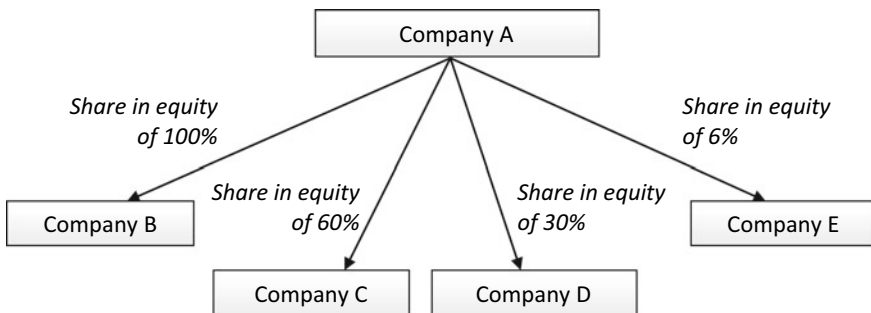 Company A
Share in equity
of 100%
Share in equity
of 6%
Share in equity
of 60%
Share in equity
of 30%
Company B
Company E
Company C
Company D